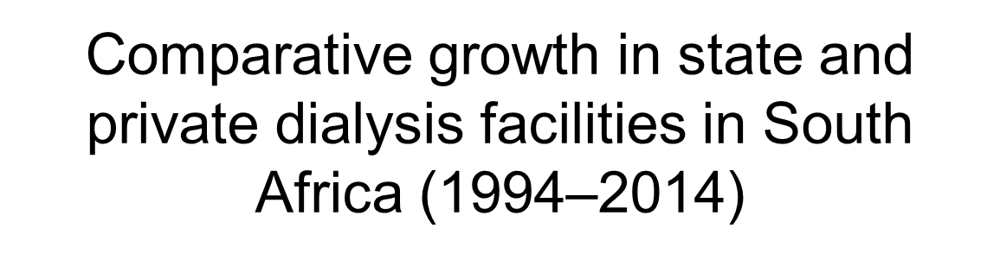 Comparative growth in state and
private dialysis facilities in South
Africa (1994–2014)